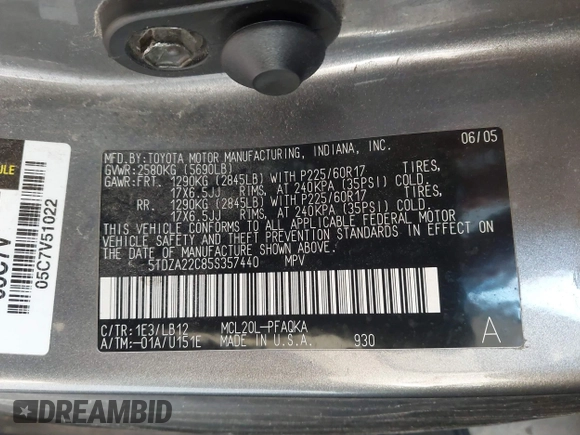 MFD.BY: TOYOTA MOTOR MANUFACTURING, INDIANA, INC. 06/05
GVWR: 2580KG (5690LB)
GAWR: FRT. 1290KG (2845LB) WITH P225/60R17 TIRES,
17X6.5JJ RIMS, AT 240KPA (35PSI) COLD.
RR. 1290KG (2845LB) WITH P225/60R17 TIRES,
17X6.5JJ RIMS, AT 240KPA (35PSI) COLD.
THIS VEHICLE CONFORMS TO ALL APPLICABLE FEDERAL MOTOR
VEHICLE SAFETY, BUMPER, AND THEFT PREVENTION STANDARDS IN
EFFECT ON THE DATE OF MANUFACTURE SHOWN ABOVE.
5TDZA22C85S357440 MPV
C/TR: 1E3/LB12 MCL20L-PFAQKA
A/TM: -01A/U151E MADE IN U.S.A. 930 A
05C7V51022
DREAMBID
dreambid.com